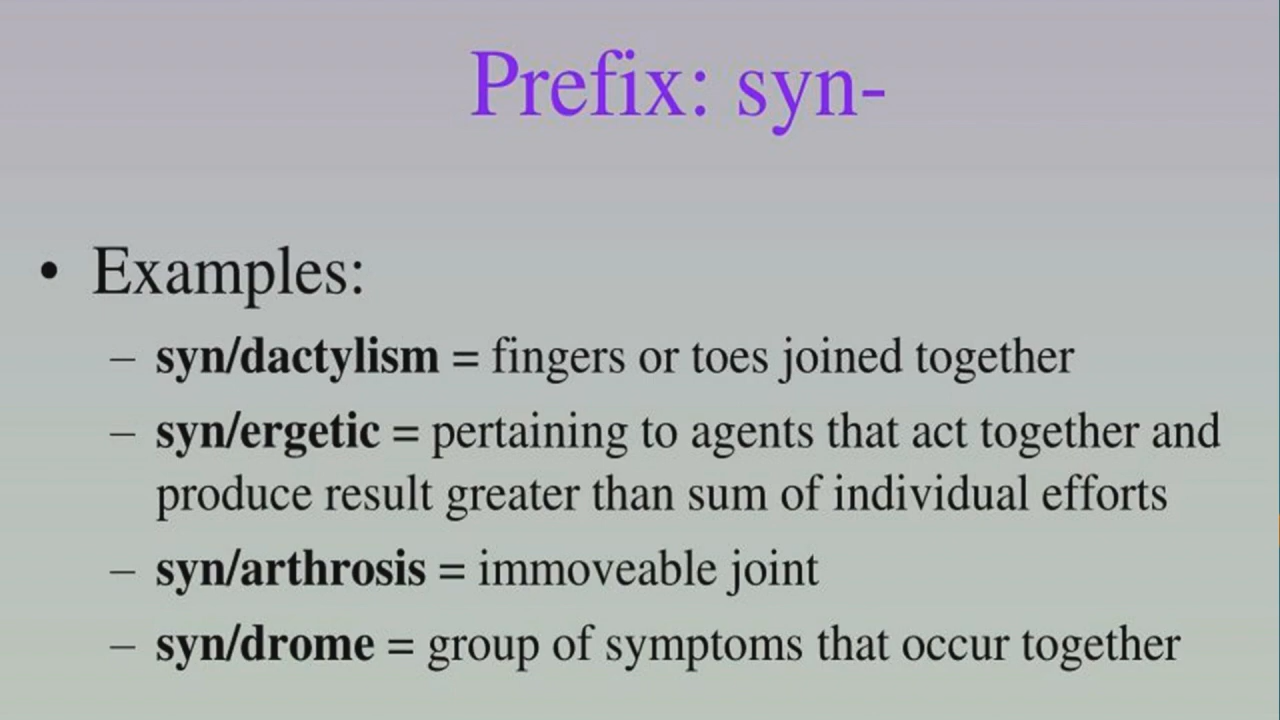 Prefix: syn-
• Examples:
– syn/dactylism = fingers or toes joined together
– syn/ergetic = pertaining to agents that act together and
produce result greater than sum of individual efforts
– syn/arthrosis = immoveable joint
– syn/drome = group of symptoms that occur together